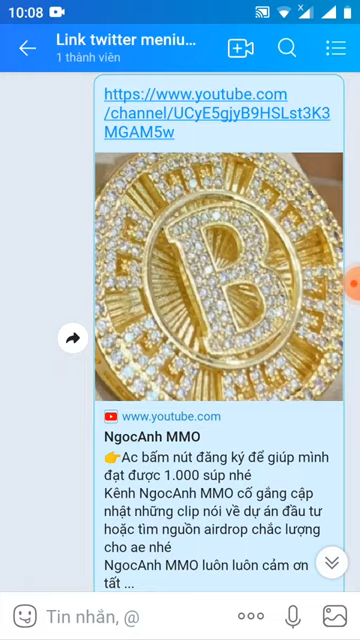 10:08
Link twitter meniu...
1 thành viên
https://www.youtube.com
/channel/UCyE5gjyB9HSLst3K3
MGAM5w
B
www.youtube.com
NgocAnh MMO
👉Ac bấm nút đăng ký để giúp mình
đạt được 1.000 súp nhé
Kênh NgocAnh MMO cố gắng cập
nhật những clip nói về dự án đầu tư
hoặc tìm nguồn airdrop chắc lượng
cho ae nhé
NgocAnh MMO luôn luôn cảm ơn
tất ...
Tin nhắn, @